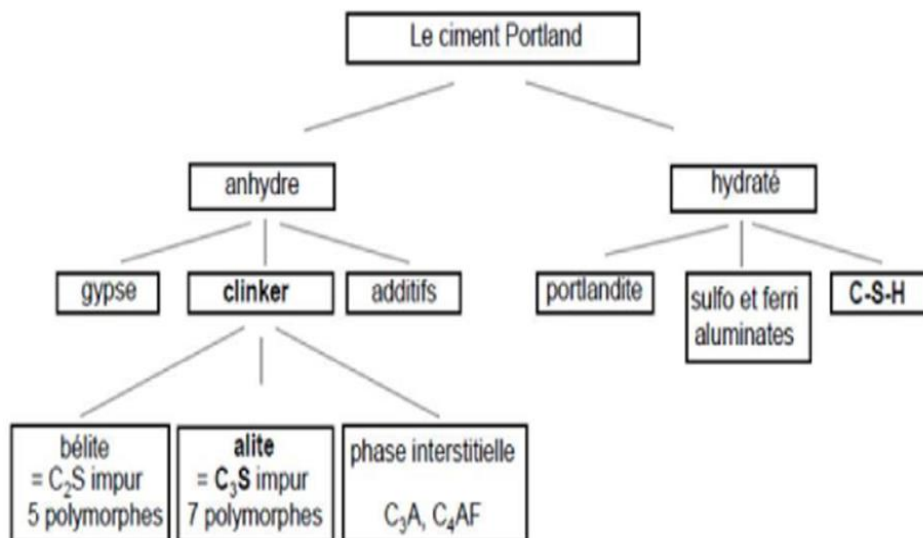 Le ciment Portland
anhydre
hydraté
gypse
clinker
additifs
portlandite
sulfo et ferri
aluminates
C-S-H
bélite
= C₂S impur
5 polymorphes
alite
= C₃S impur
7 polymorphes
phase interstitielle
C₃A, C₄AF